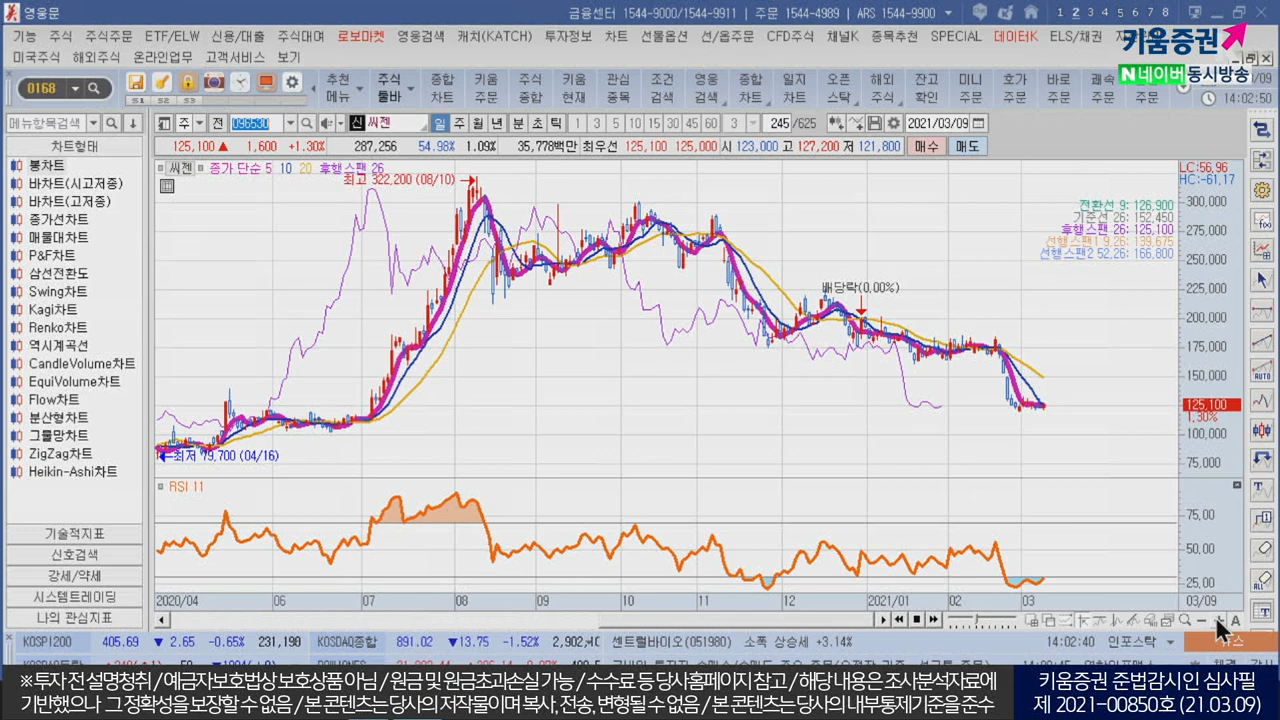 영웅문
금융센터 1544-9000/1544-9911 | 주문 1544-4989 | ARS 1544-9900
1 2 3 4 5 6 7 8
기능 주식 주식주문 ETF/ELW 신용/대출 주식대여 로보마켓 영웅검색 캐치(KATCH) 투자정보 차트 선물옵션 선/옵주문 CFD주식 채널K 종목추천 SPECIAL 데이터K ELS/채권
키움증권
미국주식 해외주식 온라인업무 고객서비스 보기
N 네이버 동시방송
0168
S1 S2 S3
추천메뉴 주식툴바 종합차트 키움주문 주식종합 키움현재 관심종목 조건검색 영웅검색 종합차트 일지차트 오픈스탁 해외주식 잔고확인 미니주문 호가주문 바로주문 쾌속주문 주문
14:02:50
메뉴항목검색
주 전 096530 신 씨젠 일 주 월 년 분 초 틱 1 3 5 10 15 30 45 60 3 245 /625 2021/03/09
차트형태
125,100 ▲ 1,600 +1.30% 287,256 54.98% 1.09% 35,778백만 최우선 125,100 125,000 시 123,000 고 127,200 저 121,800 매수 매도
봉차트
바차트(시고저종)
바차트(고저종)
종가선차트
매물대차트
P&F차트
삼선전환도
Swing차트
Kagi차트
Renko차트
역시계곡선
CandleVolume차트
EquiVolume차트
Flow차트
분산형차트
그물망차트
ZigZag차트
Heikin-Ashi차트
기술적지표
신호검색
강세/약세
시스템트레이딩
나의 관심지표
씨젠 종가 단순 5 10 20 후행스팬 26
최고 322,200 (08/10)
LC:56.96
HC:-61.17
전환선 9: 126,900
기준선 26: 152,450
후행스팬 26: 125,100
선행스팬1 9,26: 139,675
선행스팬2 52,26: 166,800
배당락(0.00%)
최저 79,700 (04/16)
300,000
275,000
250,000
225,000
200,000
175,000
150,000
125,100
1.30%
100,000
75,000
RSI 11
75.00
50.00
25.00
2020/04 06 07 08 09 10 11 12 2021/01 02 03 03/09
AUTO
A
KOSPI200 405.69 ▼ 2.65 -0.65% 231,198 KOSDAQ종합 891.02 ▼13.75 -1.52% 2,902 센트럴바이오(051980) 소폭 상승세 +3.14% 14:02:40 인포스탁 뉴스
※ 투자 전 설명청취 / 예금자보호법상 보호상품 아님 / 원금 및 원금초과손실 가능 / 수수료 등 당사홈페이지 참고 / 해당 내용은 조사분석자료에
기반했으나 그 정확성을 보장할 수 없음 / 본 콘텐츠는 당사의 저작물이며 복사, 전송, 변형될 수 없음 / 본 콘텐츠는 당사의 내부통제기준을 준수
키움증권 준법감시인 심사필
제 2021-00850호 (21.03.09)